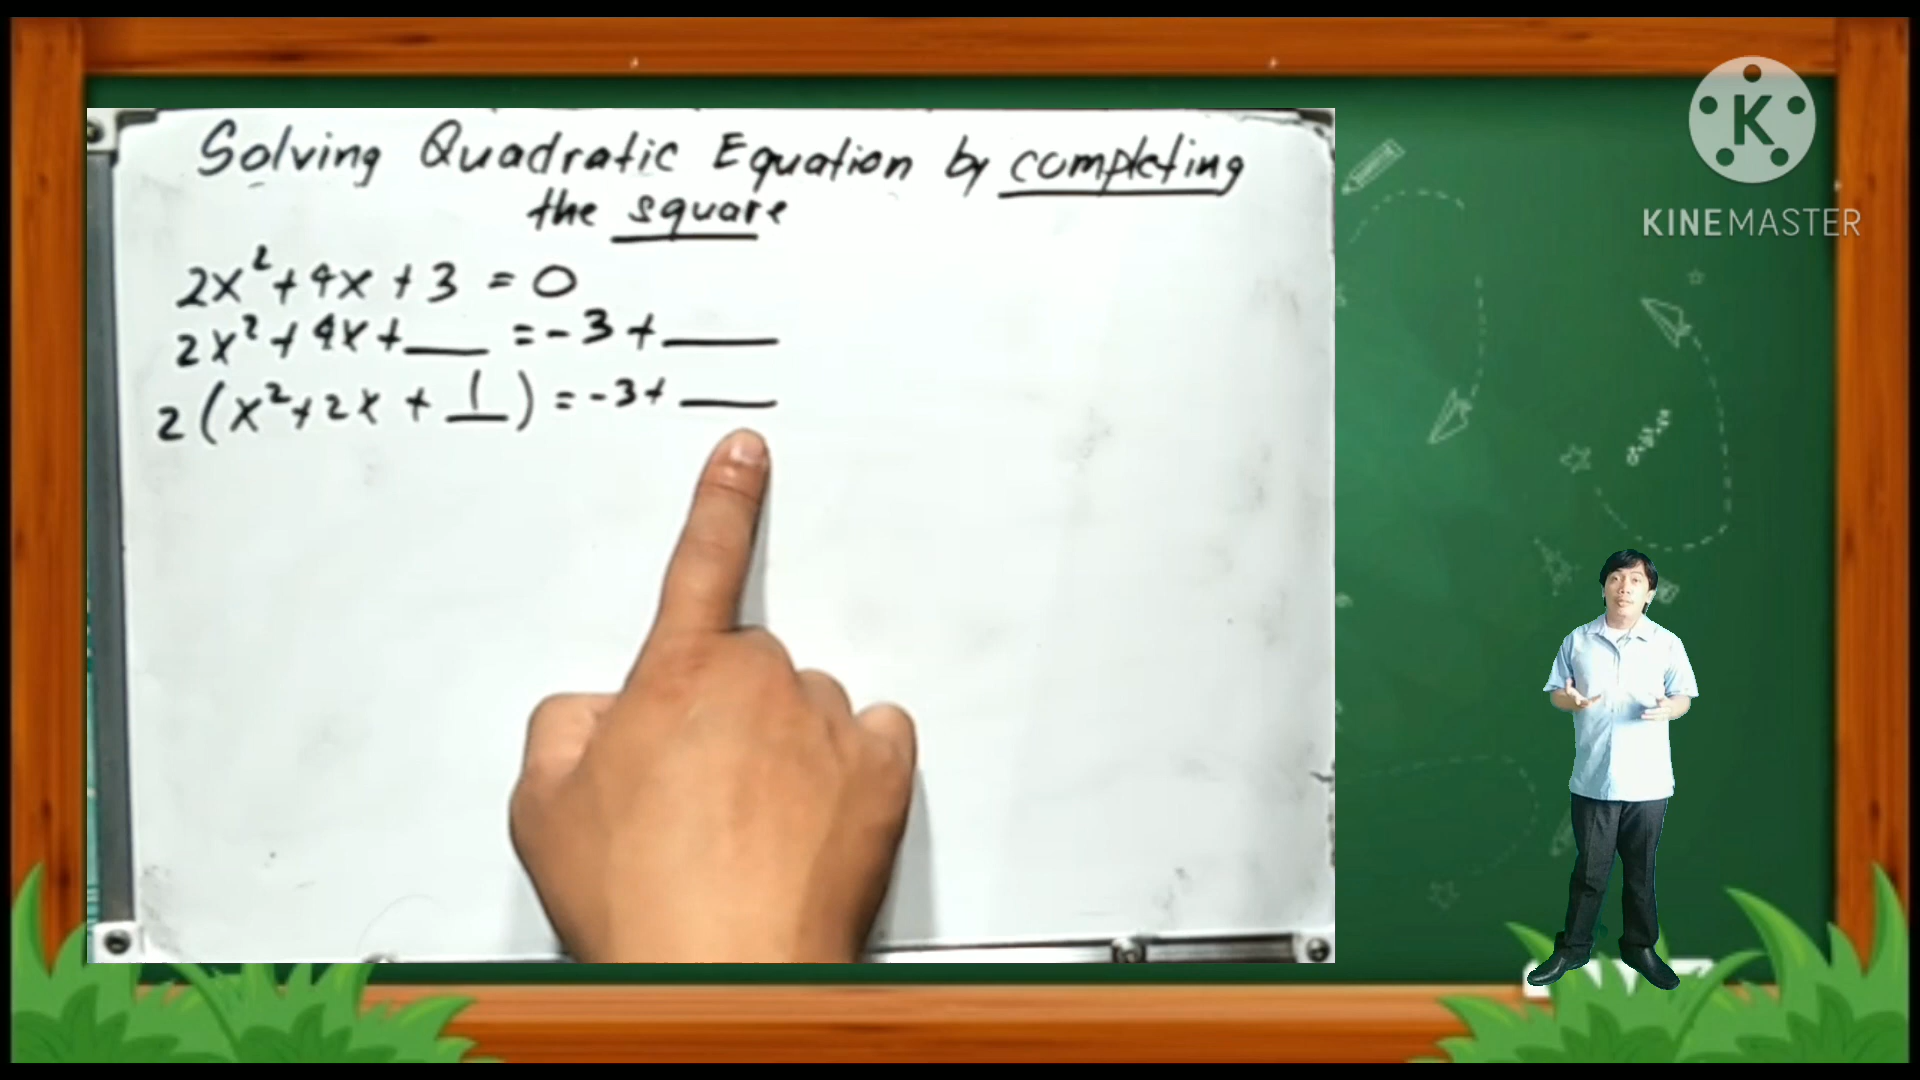 Solving Quadratic Equation by completing
the square
2x² + 4x + 3 = 0
2x² + 4x + ___ = -3 + ___
2(x² + 2x + 1) = -3 + ___
K
KINEMASTER